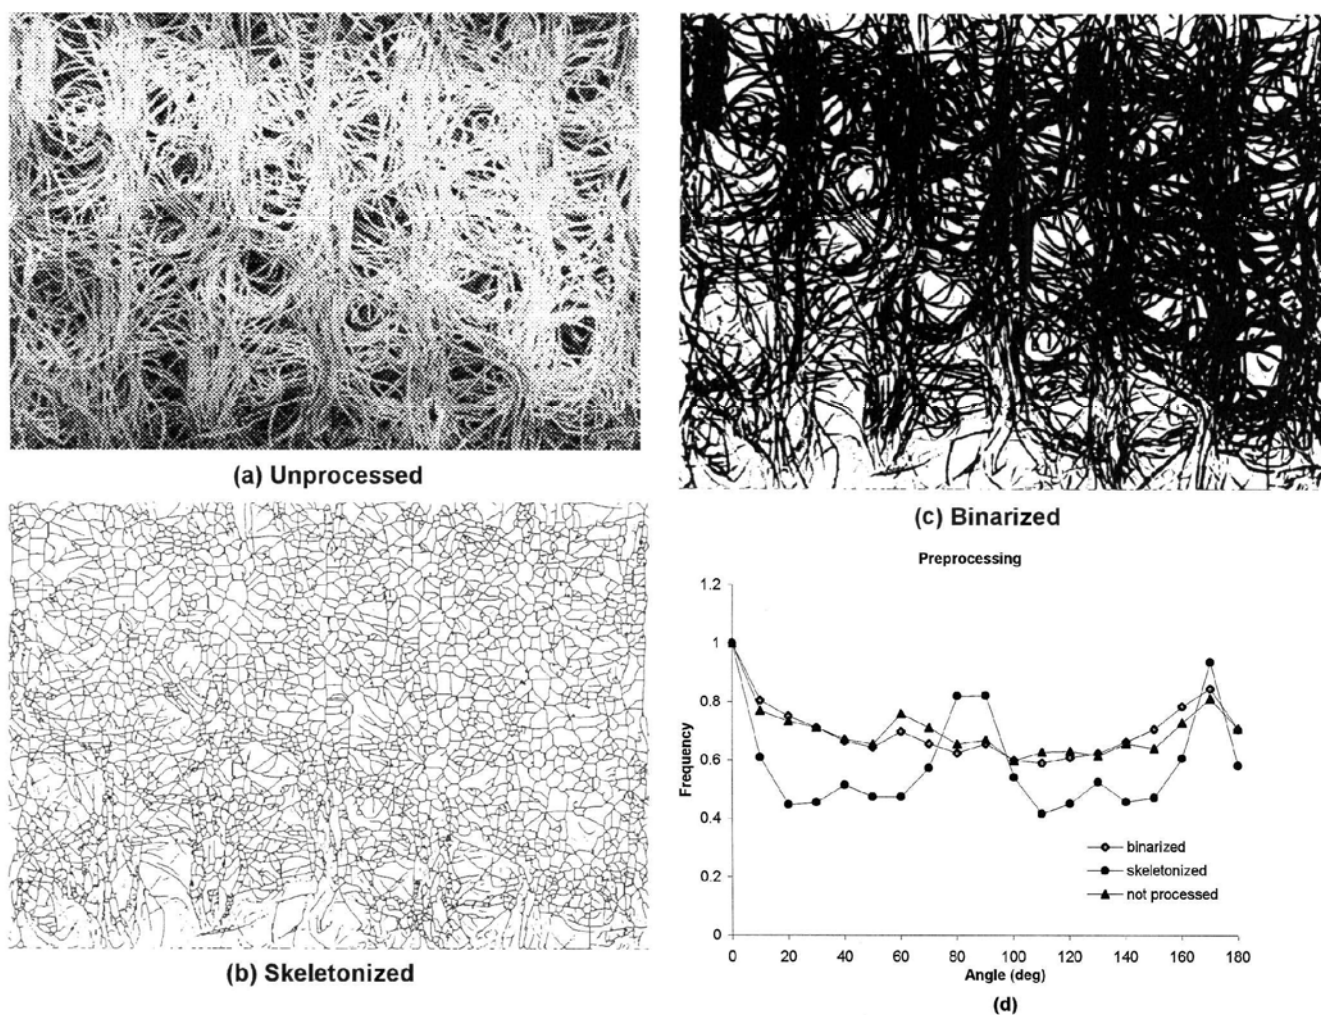 (a) Unprocessed
(c) Binarized
(b) Skeletonized
Preprocessing
1.2
1
0.8
0.6
0.4
0.2
0
Frequency
binarized
skeletonized
not processed
0 20 40 60 80 100 120 140 160 180
Angle (deg)
(d)